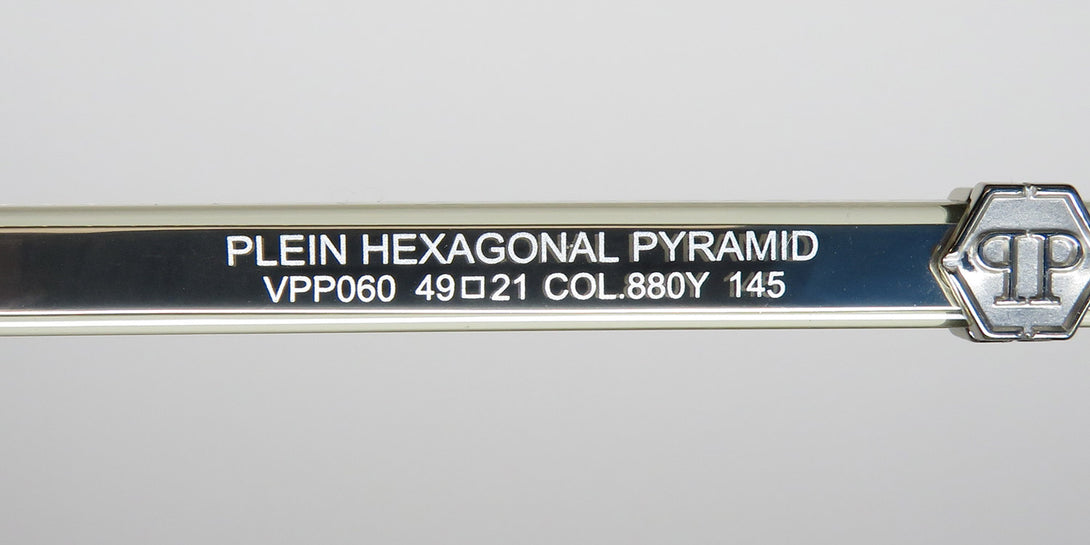 PLEIN HEXAGONAL PYRAMID
VPP060 49□21 COL.880Y 145